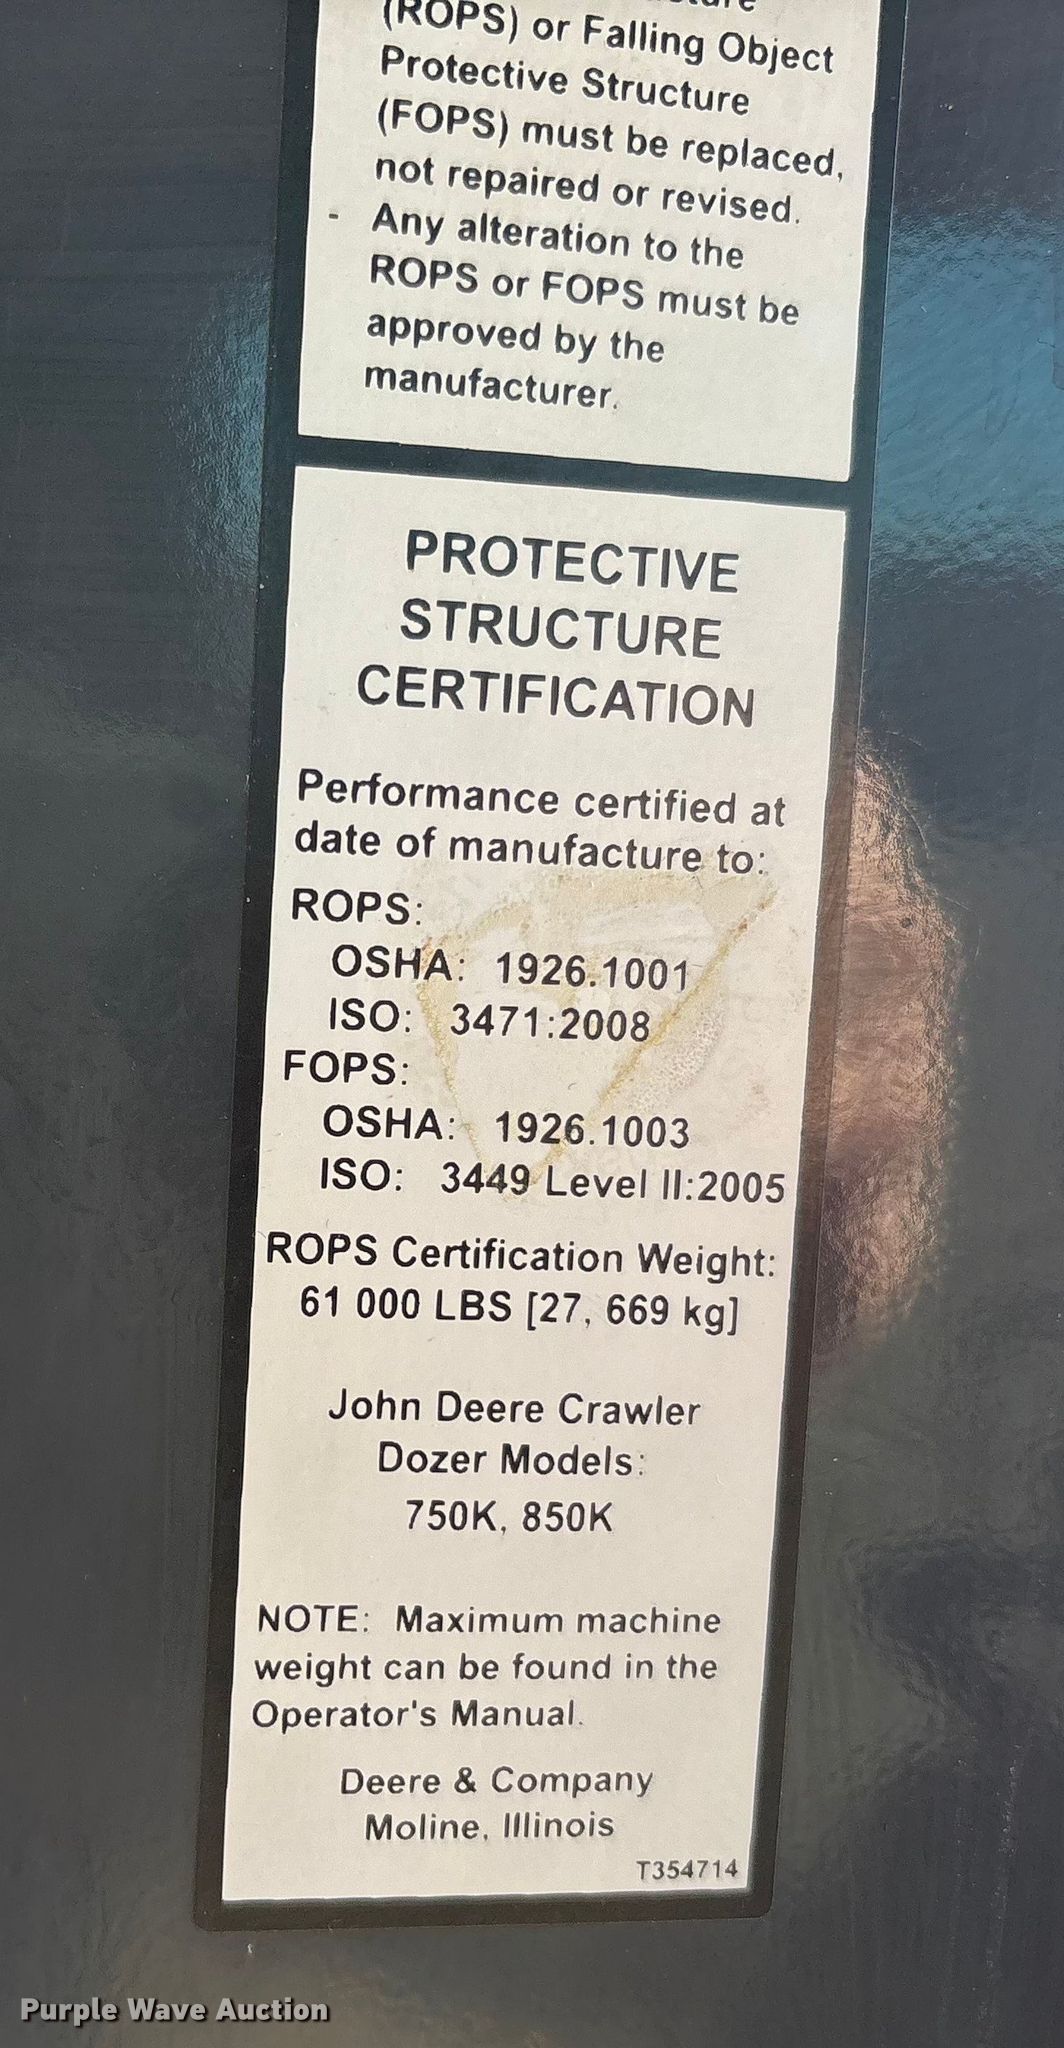 (ROPS) or Falling Object
Protective Structure
(FOPS) must be replaced,
not repaired or revised.
- Any alteration to the
ROPS or FOPS must be
approved by the
manufacturer.
PROTECTIVE
STRUCTURE
CERTIFICATION
Performance certified at
date of manufacture to:
ROPS:
OSHA: 1926.1001
ISO: 3471:2008
FOPS:
OSHA: 1926.1003
ISO: 3449 Level II:2005
ROPS Certification Weight:
61 000 LBS [27, 669 kg]
John Deere Crawler
Dozer Models:
750K, 850K
NOTE: Maximum machine
weight can be found in the
Operator's Manual.
Deere & Company
Moline, Illinois
T354714
Purple Wave Auction